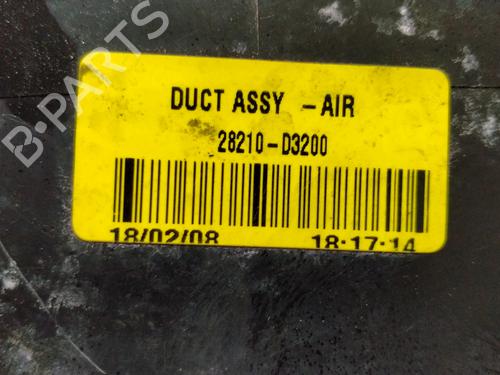 DUCT ASSY -AIR
28210-D3200
18/02/08 18-17-14
B-PARTS